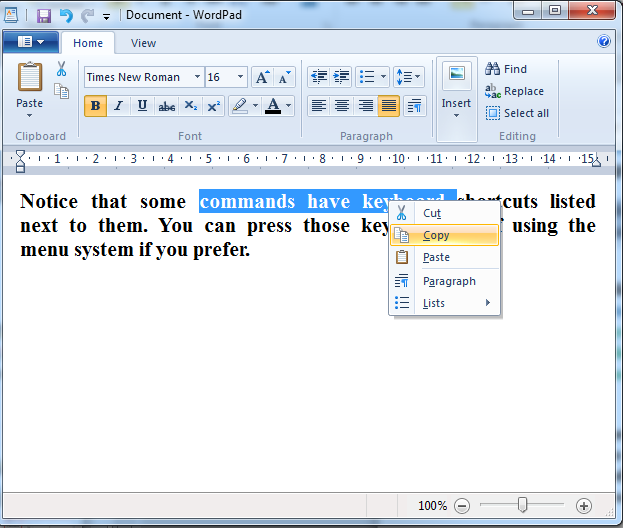 Document - WordPad
Home View
Paste
Times New Roman 16
A A
Find
Replace
Select all
Insert
B I U abc X₂ X² A
Clipboard Font Paragraph Editing
1 2 3 4 5 6 7 8 9 10 11 12 13 14 15
Notice that some commands have keyboard shortcuts listed
next to them. You can press those key using the
menu system if you prefer.
Cut
Copy
Paste
Paragraph
Lists
100%